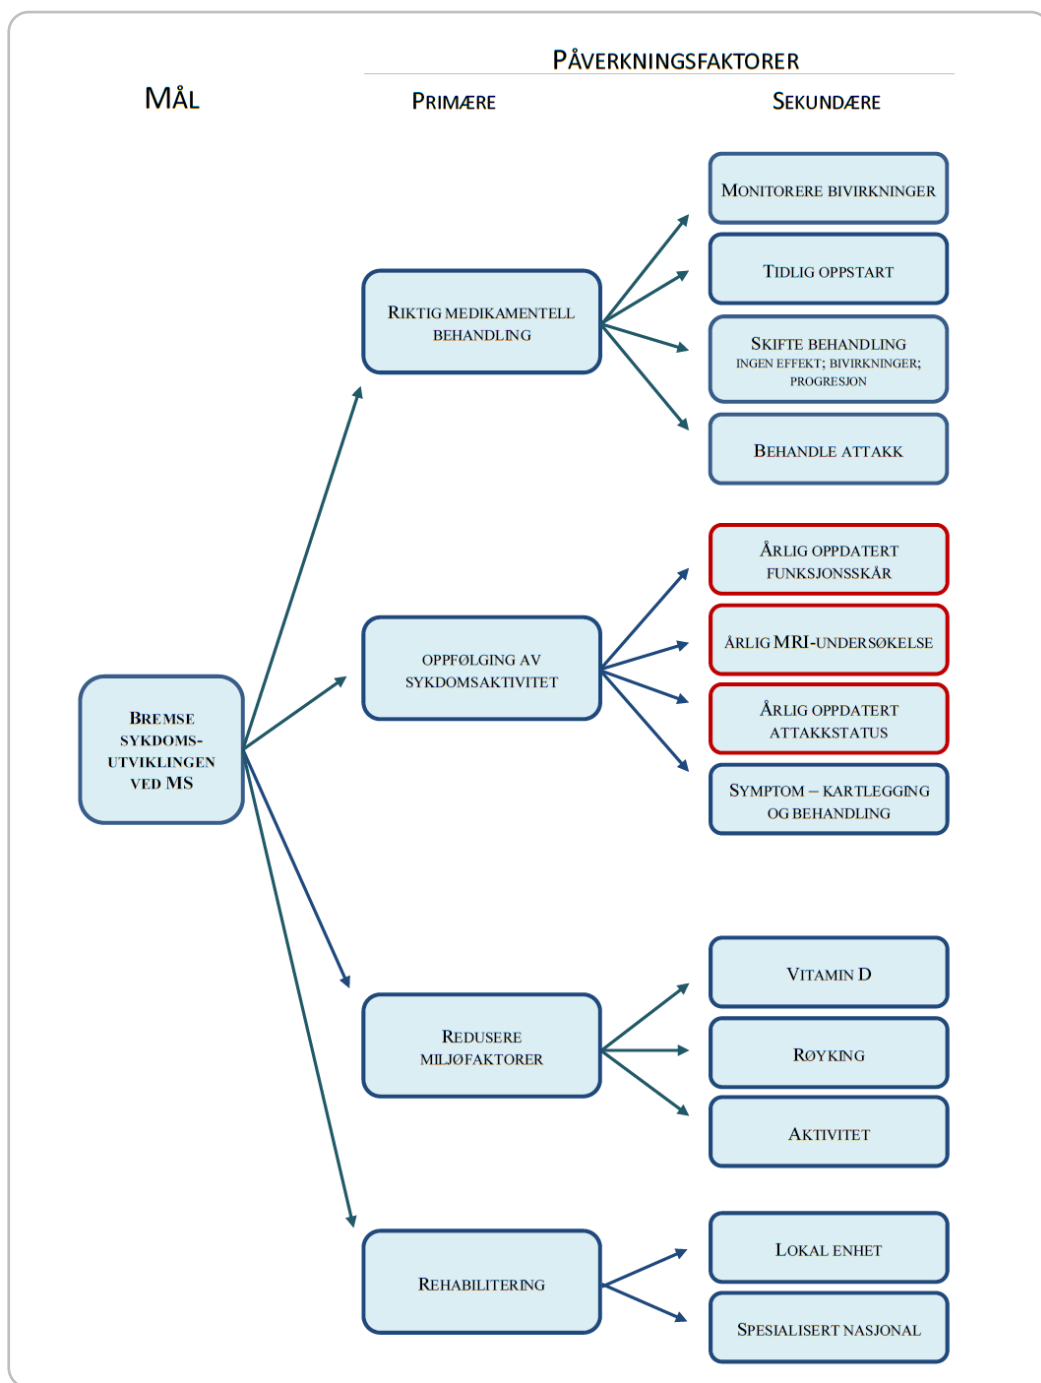 PÅVERKNINGSFAKTORER
MÅL
PRIMÆRE
SEKUNDÆRE
MONITORERE BIVIRKNINGER
TIDLIG OPPSTART
RIKTIG MEDIKAMENTELL
BEHANDLING
SKIFTE BEHANDLING
INGEN EFFEKT; BIVIRKNINGER;
PROGRESJON
BEHANDLE ATTAKK
ÅRLIG OPPDATERT
FUNKSJONSSKÅR
OPPFØLGING AV
SYKDOMSAKTIVITET
ÅRLIG MRI-UNDERSØKELSE
ÅRLIG OPPDATERT
ATTAKKSTATUS
SYMPTOM – KARTLEGGING
OG BEHANDLING
BREMSE
SYKDOMS-
UTVIKLINGEN
VED MS
VITAMIN D
REDUSERE
MILJØFAKTORER
RØYKING
AKTIVITET
REHABILITERING
LOKAL ENHET
SPESIALISERT NASJONAL